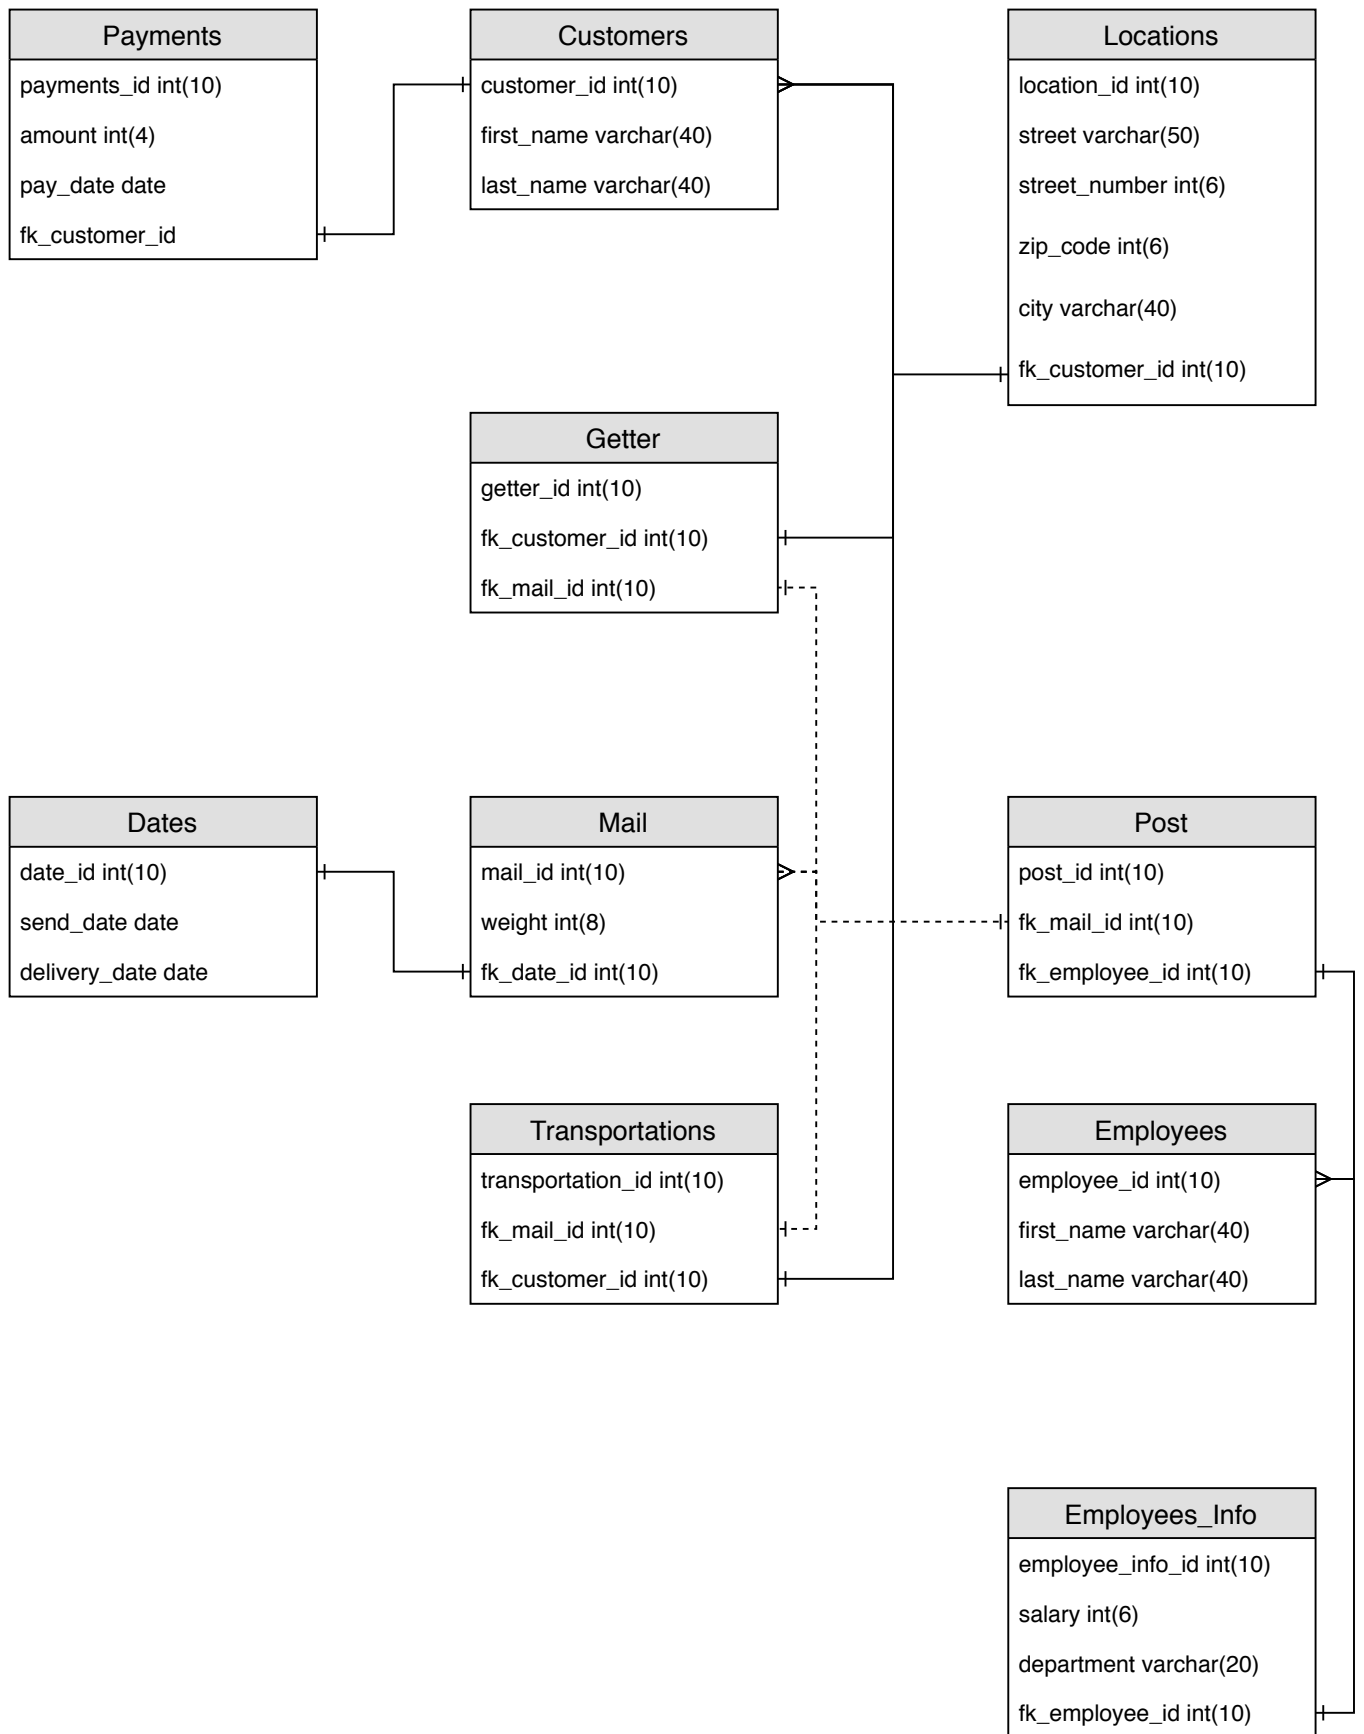 Payments
payments_id int(10)
amount int(4)
pay_date date
fk_customer_id
Customers
customer_id int(10)
first_name varchar(40)
last_name varchar(40)
Locations
location_id int(10)
street varchar(50)
street_number int(6)
zip_code int(6)
city varchar(40)
fk_customer_id int(10)
Getter
getter_id int(10)
fk_customer_id int(10)
fk_mail_id int(10)
Dates
date_id int(10)
send_date date
delivery_date date
Mail
mail_id int(10)
weight int(8)
fk_date_id int(10)
Post
post_id int(10)
fk_mail_id int(10)
fk_employee_id int(10)
Transportations
transportation_id int(10)
fk_mail_id int(10)
fk_customer_id int(10)
Employees
employee_id int(10)
first_name varchar(40)
last_name varchar(40)
Employees_Info
employee_info_id int(10)
salary int(6)
department varchar(20)
fk_employee_id int(10)